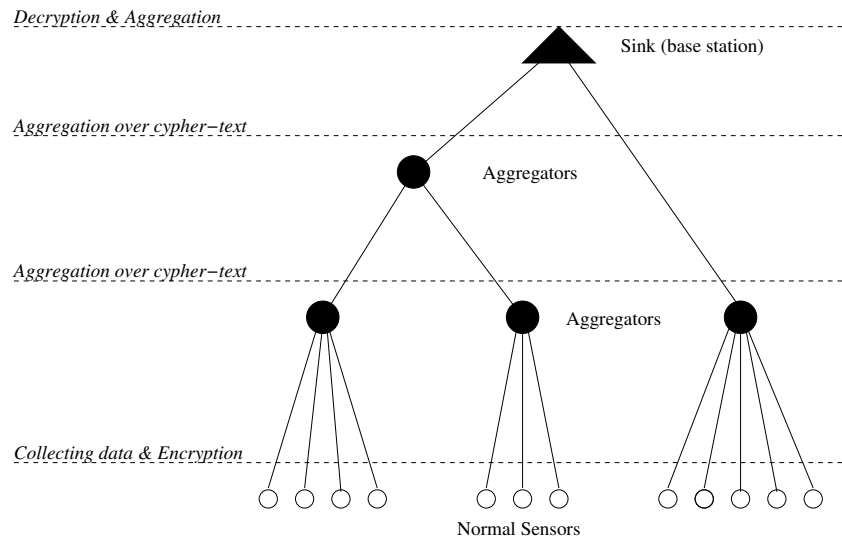 Decryption & Aggregation
Sink (base station)
Aggregation over cypher−text
Aggregators
Aggregation over cypher−text
Aggregators
Collecting data & Encryption
Normal Sensors